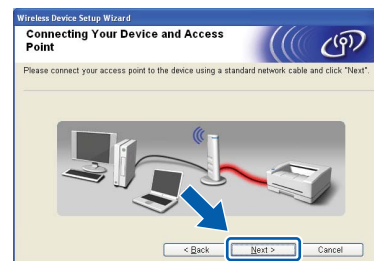 Wireless Device Setup Wizard
Connecting Your Device and Access
Point
Please connect your access point to the device using a standard network cable and click "Next".
< Back
Next >
Cancel